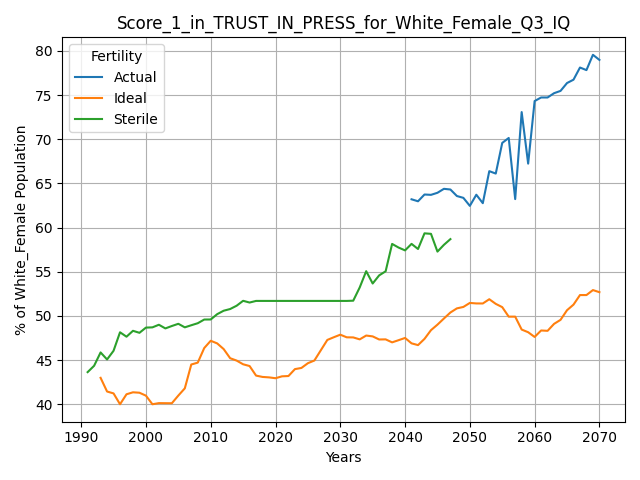 Score_1_in_TRUST_IN_PRESS_for_White_Female_Q3_IQ
% of White_Female Population
80
75
70
65
60
55
50
45
40
Fertility
Actual
Ideal
Sterile
1990 2000 2010 2020 2030 2040 2050 2060 2070
Years